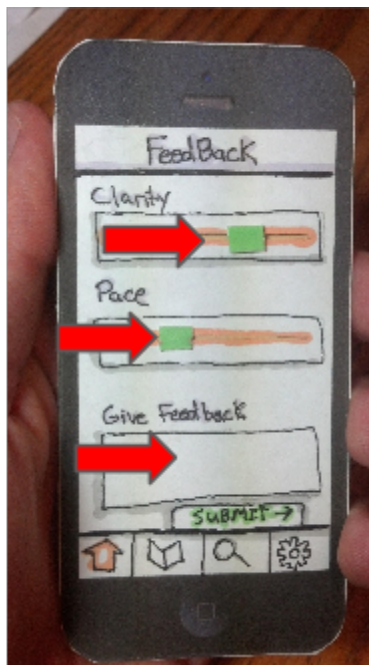 FeedBack
Clarity
Pace
Give Feedback
SUBMIT →